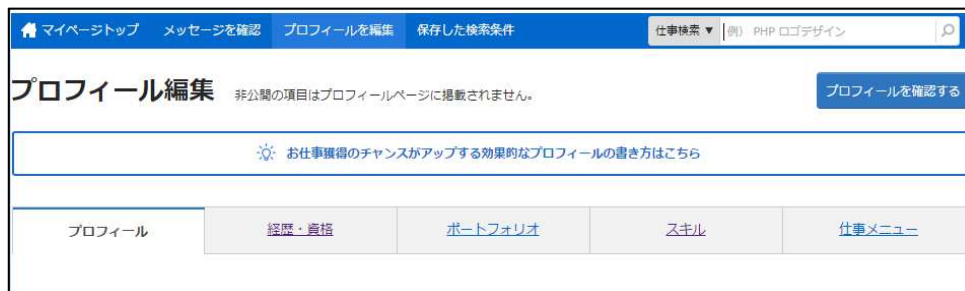 マイページトップ メッセージを確認 プロフィールを編集 保存した検索条件 仕事検索 ▼ 例) PHP ロゴデザイン
プロフィール編集 非公開の項目はプロフィールページに掲載されません。 プロフィールを確認する
お仕事獲得のチャンスがアップする効果的なプロフィールの書き方はこちら
プロフィール 経歴・資格 ポートフォリオ スキル 仕事メニュー